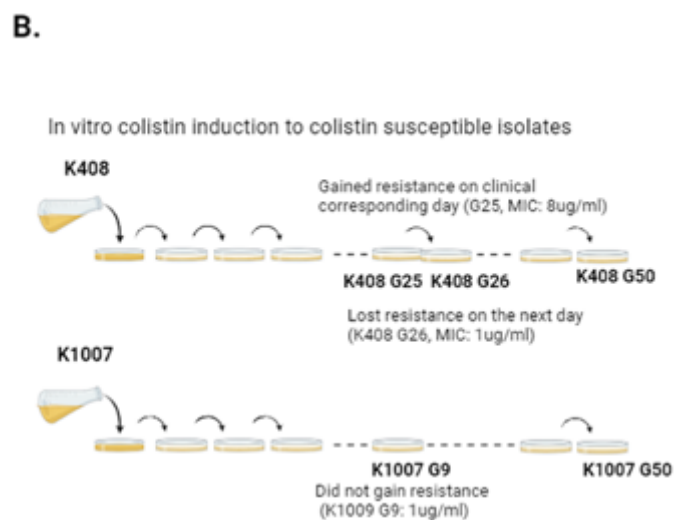 B.
In vitro colistin induction to colistin susceptible isolates
K408
Gained resistance on clinical
corresponding day (G25, MIC: 8ug/ml)
K408 G25 K408 G26
K408 G50
Lost resistance on the next day
(K408 G26, MIC: 1ug/ml)
K1007
K1007 G9
K1007 G50
Did not gain resistance
(K1009 G9: 1ug/ml)